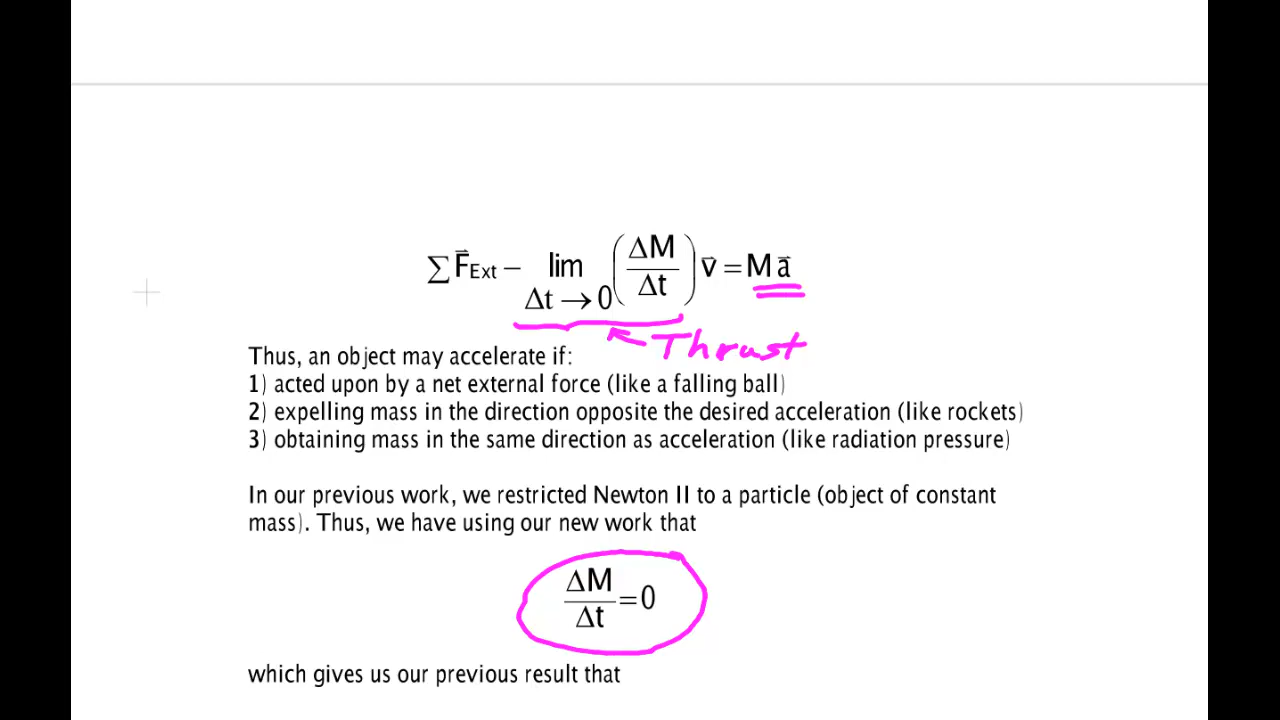 ∑F⃗Ext − lim Δt→0 (ΔM/Δt) v⃗ = M a⃗
Thrust
Thus, an object may accelerate if:
1) acted upon by a net external force (like a falling ball)
2) expelling mass in the direction opposite the desired acceleration (like rockets)
3) obtaining mass in the same direction as acceleration (like radiation pressure)
In our previous work, we restricted Newton II to a particle (object of constant
mass). Thus, we have using our new work that
ΔM/Δt = 0
which gives us our previous result that